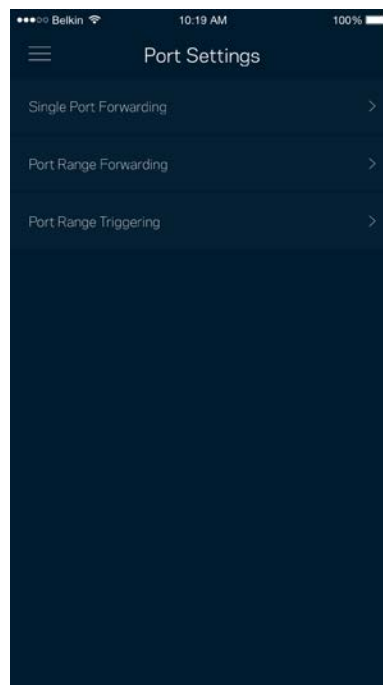 Belkin 10:19 AM 100%
Port Settings
Single Port Forwarding
Port Range Forwarding
Port Range Triggering